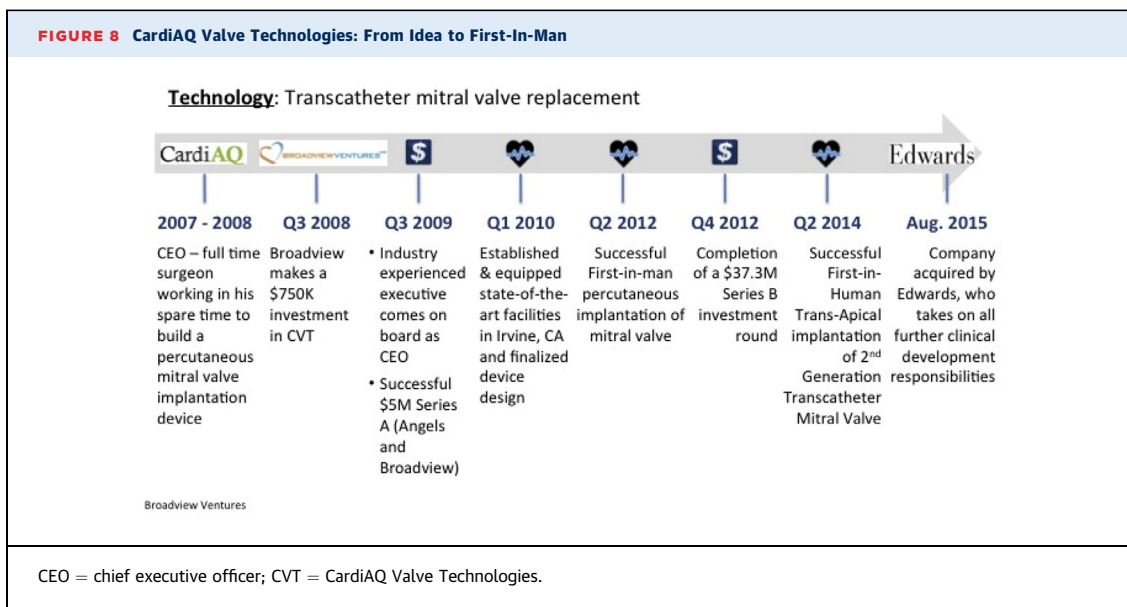 FIGURE 8 CardiAQ Valve Technologies: From Idea to First-In-Man
Technology: Transcatheter mitral valve replacement
CardiAQ
BROADVIEWVENTURES
$
$
Edwards
2007 - 2008
CEO – full time
surgeon
working in his
spare time to
build a
percutaneous
mitral valve
implantation
device
Q3 2008
Broadview
makes a
$750K
investment
in CVT
Q3 2009
• Industry
experienced
executive
comes on
board as
CEO
• Successful
$5M Series
A (Angels
and
Broadview)
Q1 2010
Established
& equipped
state-of-the-
art facilities
in Irvine, CA
and finalized
device
design
Q2 2012
Successful
First-in-man
percutaneous
implantation of
mitral valve
Q4 2012
Completion
of a $37.3M
Series B
investment
round
Q2 2014
Successful
First-in-
Human
Trans-Apical
implantation
of 2nd
Generation
Transcatheter
Mitral Valve
Aug. 2015
Company
acquired by
Edwards, who
takes on all
further clinical
development
responsibilities
Broadview Ventures
CEO = chief executive officer; CVT = CardiAQ Valve Technologies.